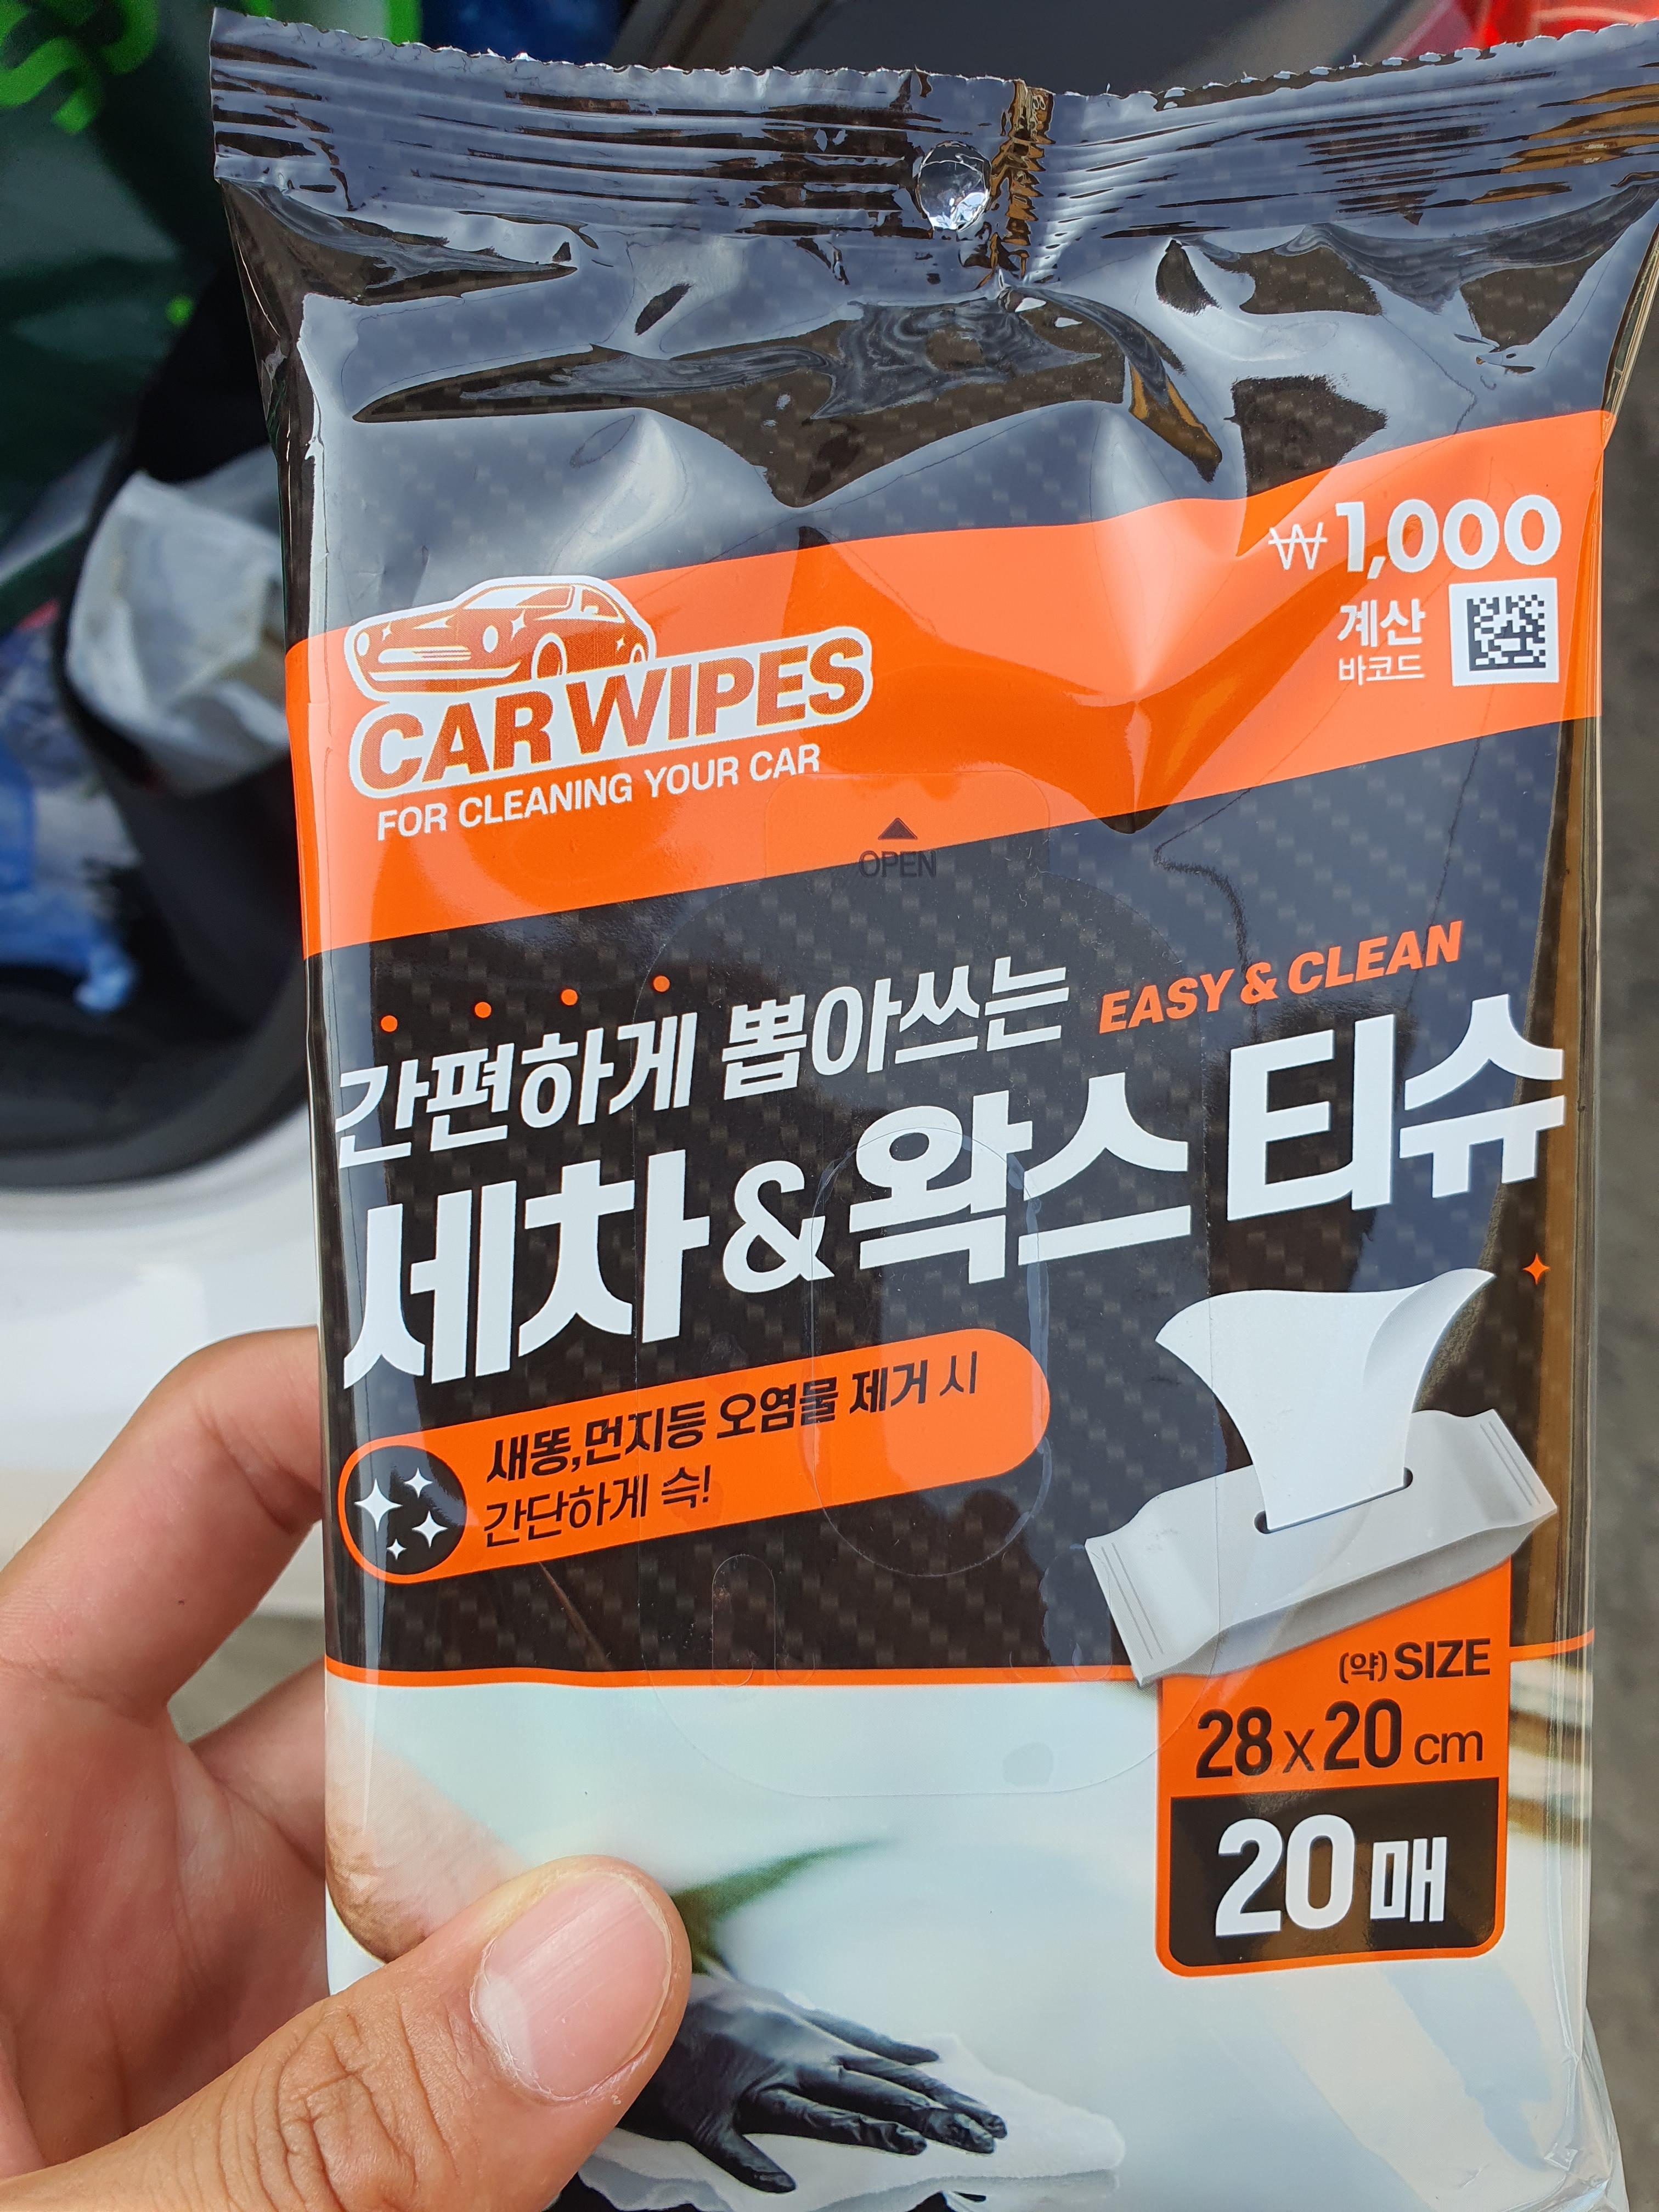 ₩1,000
계산
바코드
CAR WIPES
FOR CLEANING YOUR CAR
OPEN
EASY & CLEAN
간편하게 뽑아쓰는
세차&왁스 티슈
새똥,먼지등 오염물 제거 시
간단하게 슥!
(약) SIZE
28 x 20 cm
20매